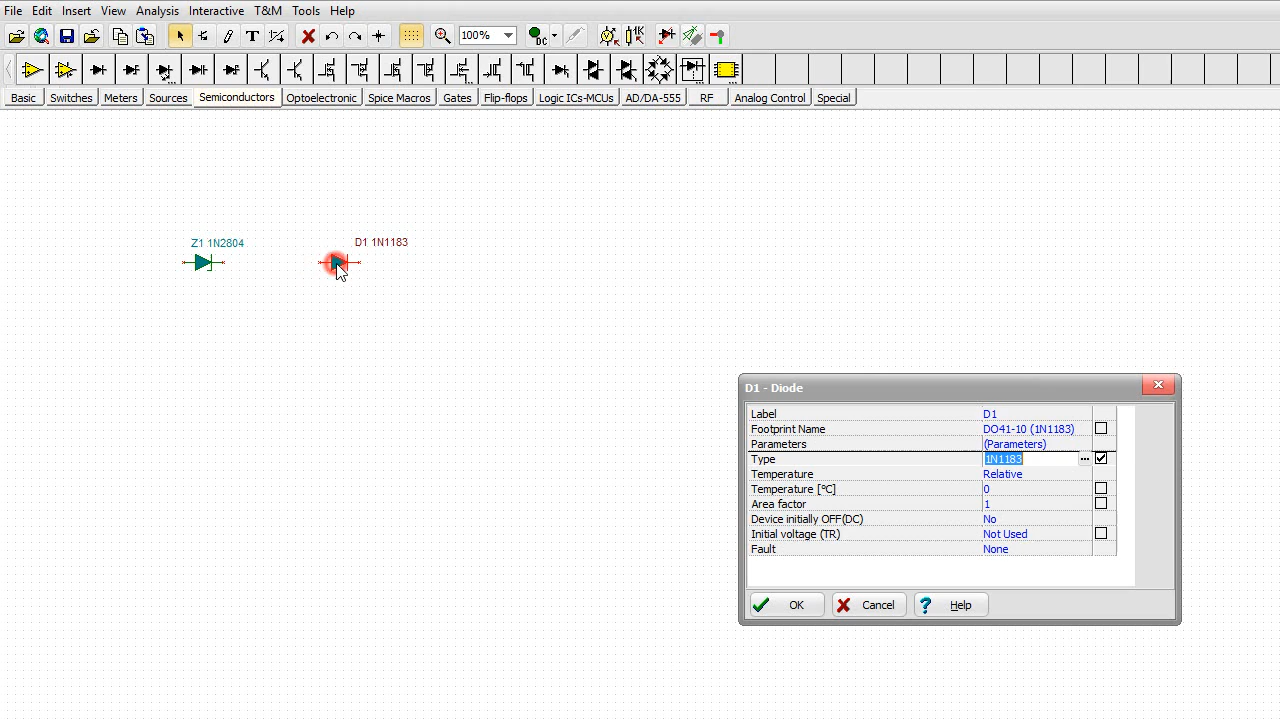 File Edit Insert View Analysis Interactive T&M Tools Help
DC 100% 1K
Basic Switches Meters Sources Semiconductors Optoelectronic Spice Macros Gates Flip-flops Logic ICs-MCUs AD/DA-555 RF Analog Control Special
Z1 1N2804 D1 1N1183
D1 - Diode
Label D1
Footprint Name DO41-10 (1N1183)
Parameters (Parameters)
Type 1N1183 ...
Temperature Relative
Temperature [°C] 0
Area factor 1
Device initially OFF(DC) No
Initial voltage (TR) Not Used
Fault None
OK Cancel Help